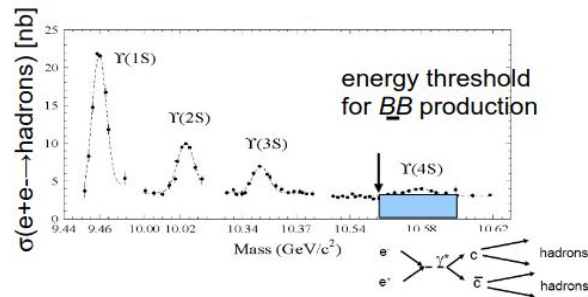 σ(e+e-→hadrons) [nb]
25
20
15
10
5
0
ϒ(1S)
ϒ(2S)
ϒ(3S)
energy threshold
for BB production
ϒ(4S)
9.44 9.46 10.00 10.02 10.34 10.37 10.44 10.54 10.58 10.62
Mass (GeV/c²)
e⁻
e⁺
γ*
c
c̄
hadrons
hadrons